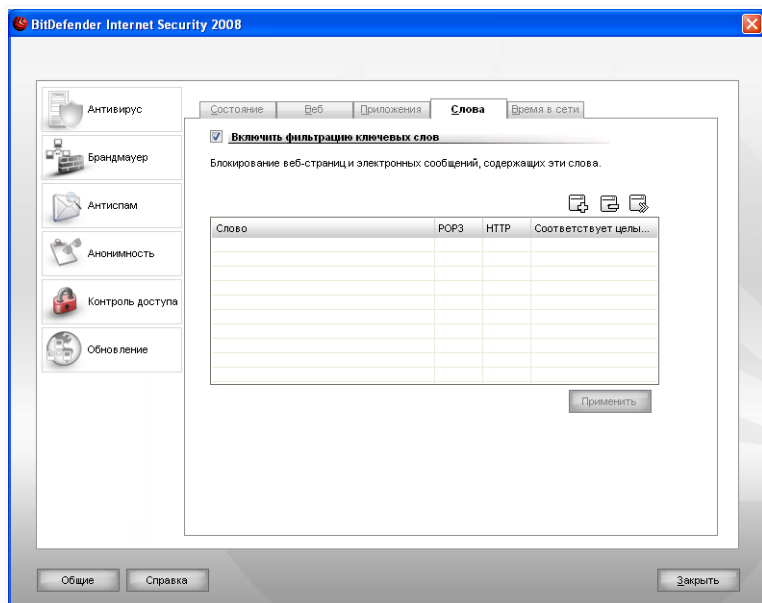 BitDefender Internet Security 2008
Антивирус
Брандмауер
Антиспам
Анонимность
Контроль доступа
Обновление
Состояние Веб Приложения Слова Время в сети
Включить фильтрацию ключевых слов
Блокирование веб-страниц и электронных сообщений, содержащих эти слова.
Слово POP3 HTTP Соответствует целы...
Применить
Общие Справка Закрыть